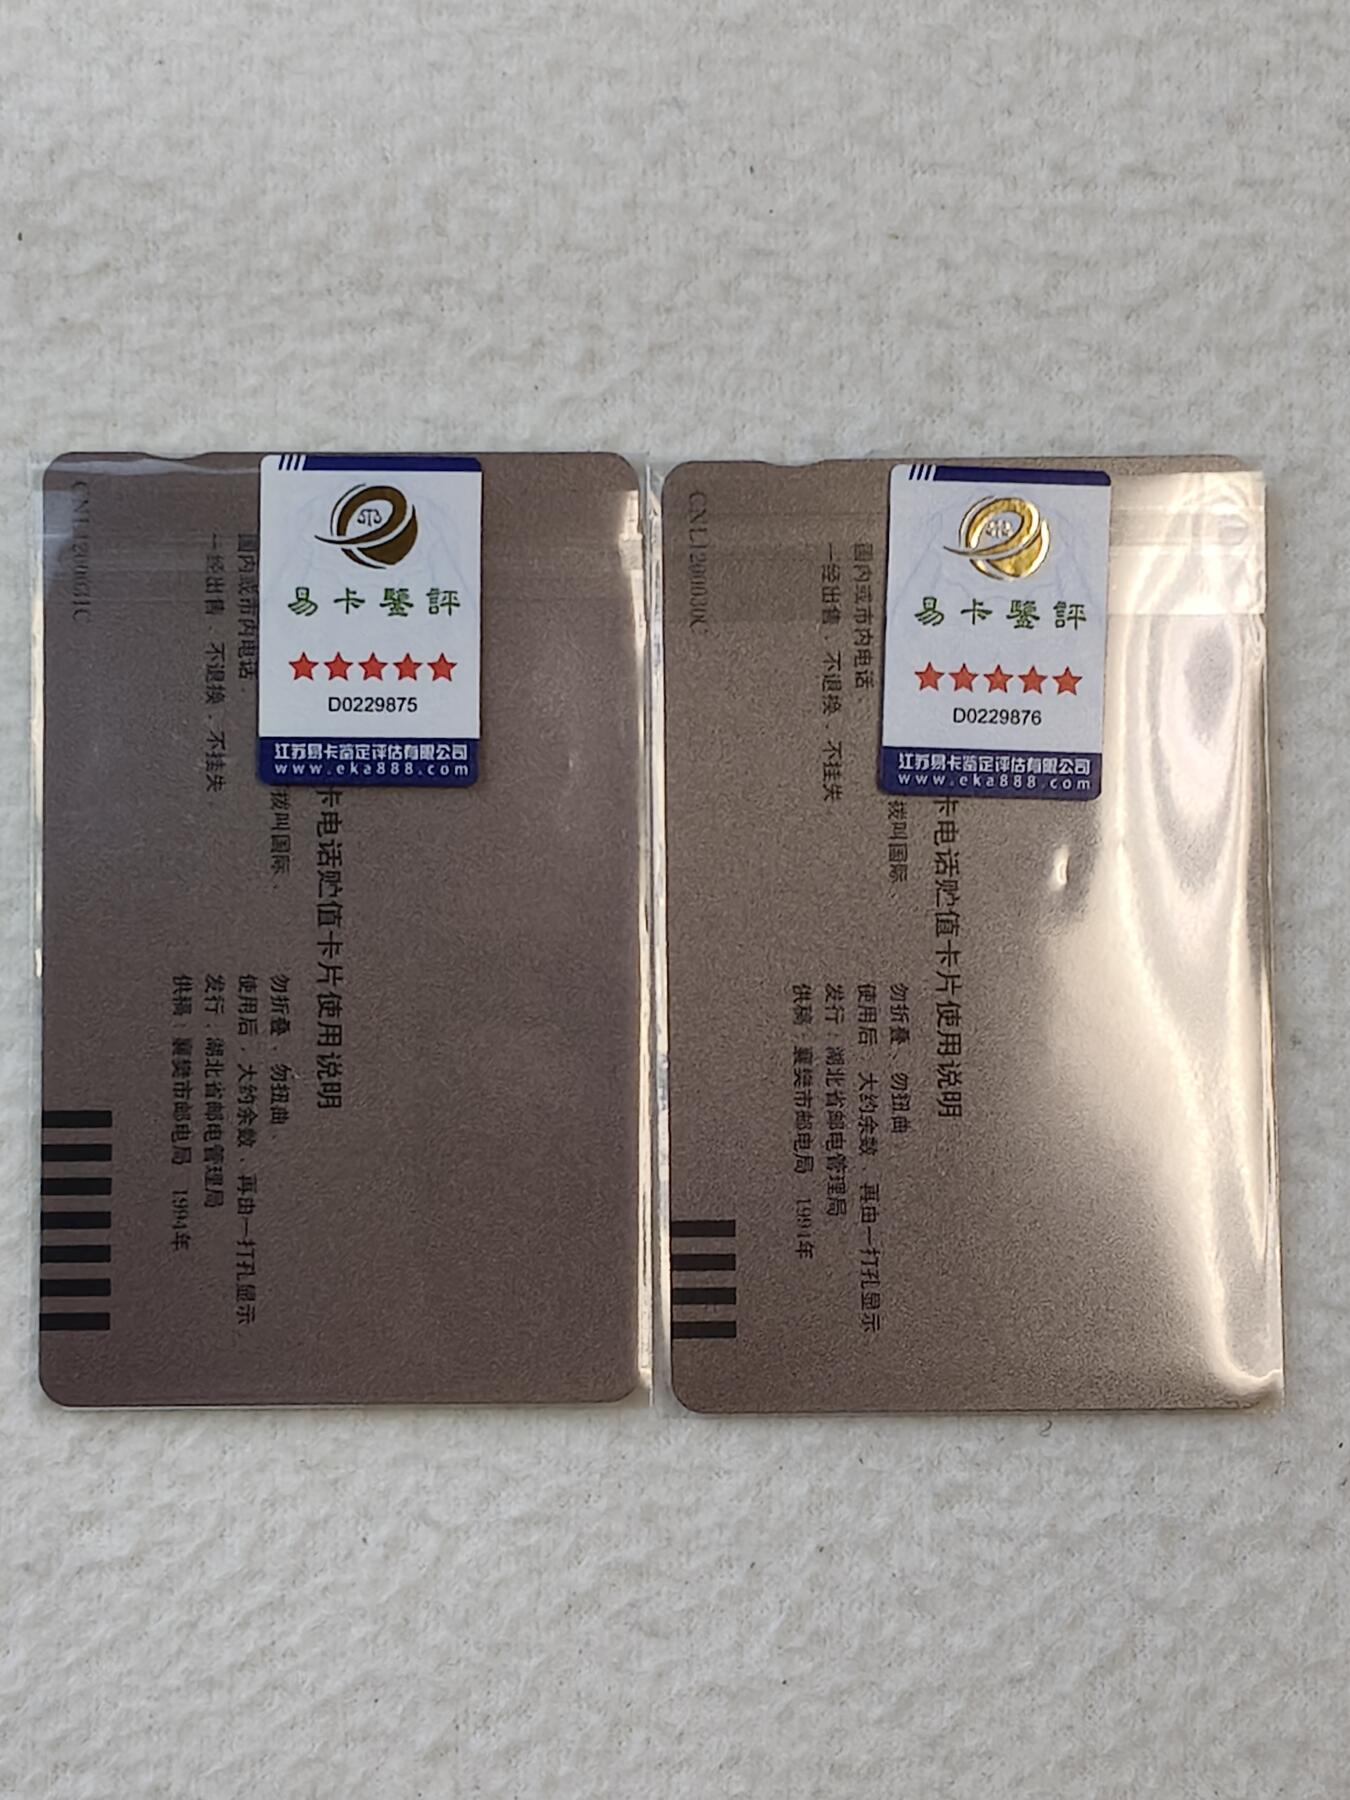 易卡鑒評
D0229875
江苏易卡鉴定评估有限公司
www.eka888.com
卡电话贮值卡片使用说明
拨叫国际、
国内或市内电话.
一经出售.不退换.不挂失.
勿折叠.勿扭曲、
使用后.大约余数、再由一打孔显示.
发行：湖北省邮电管理局
供稿：襄樊市邮电局 1994年
易卡鑒評
D0229876
江苏易卡鉴定评估有限公司
www.eka888.com
卡电话贮值卡片使用说明
拨叫国际、
国内或市内电话、
一经出售.不退换.不挂失
勿折叠、勿扭曲
使用后、大约余数、再由一打孔显示
发行：湖北省邮电管理局
供稿：襄樊市邮电局 1994年